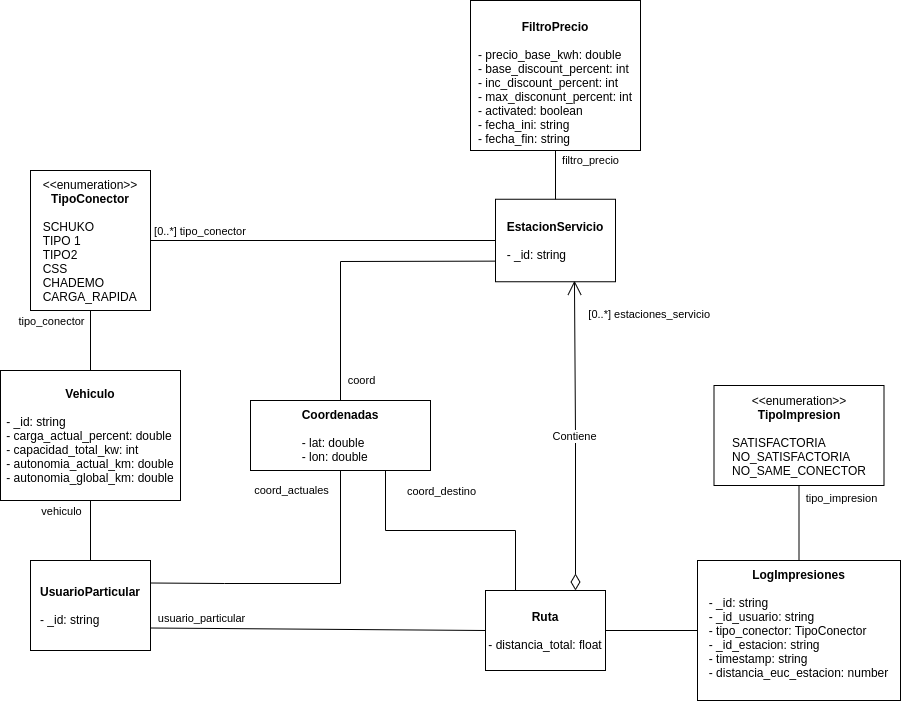 FiltroPrecio
- precio_base_kwh: double
- base_discount_percent: int
- inc_discount_percent: int
- max_disconunt_percent: int
- activated: boolean
- fecha_ini: string
- fecha_fin: string
filtro_precio
<<enumeration>>
TipoConector
SCHUKO
TIPO 1
TIPO2
CSS
CHADEMO
CARGA_RAPIDA
[0..*] tipo_conector
EstacionServicio
- _id: string
tipo_conector
[0..*] estaciones_servicio
coord
Vehiculo
- _id: string
- carga_actual_percent: double
- capacidad_total_kw: int
- autonomia_actual_km: double
- autonomia_global_km: double
Coordenadas
- lat: double
- lon: double
Contiene
<<enumeration>>
TipoImpresion
SATISFACTORIA
NO_SATISFACTORIA
NO_SAME_CONECTOR
coord_actuales
coord_destino
tipo_impresion
vehiculo
UsuarioParticular
- _id: string
usuario_particular
Ruta
- distancia_total: float
LogImpresiones
- _id: string
- _id_usuario: string
- tipo_conector: TipoConector
- _id_estacion: string
- timestamp: string
- distancia_euc_estacion: number